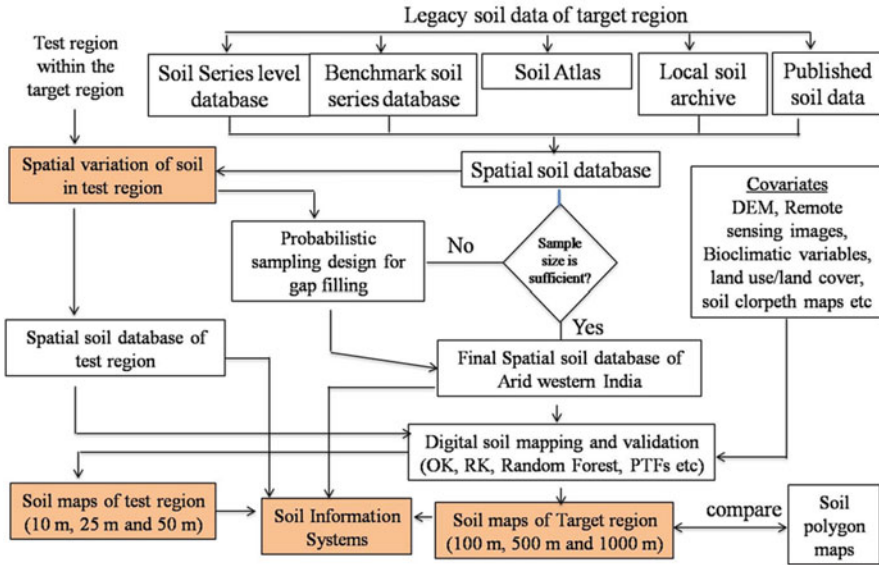 Legacy soil data of target region
Test region
within the
target region
Soil Series level
database
Benchmark soil
series database
Soil Atlas
Local soil
archive
Published
soil data
Spatial variation of soil
in test region
Spatial soil database
Covariates
DEM, Remote
sensing images,
Bioclimatic variables,
land use/land cover,
soil clorpeth maps etc
Probabilistic
sampling design for
gap filling
No
Sample
size is
sufficient?
Yes
Spatial soil database of
test region
Final Spatial soil database of
Arid western India
Digital soil mapping and validation
(OK, RK, Random Forest, PTFs etc)
Soil maps of test region
(10 m, 25 m and 50 m)
Soil Information
Systems
Soil maps of Target region
(100 m, 500 m and 1000 m)
compare
Soil
polygon
maps